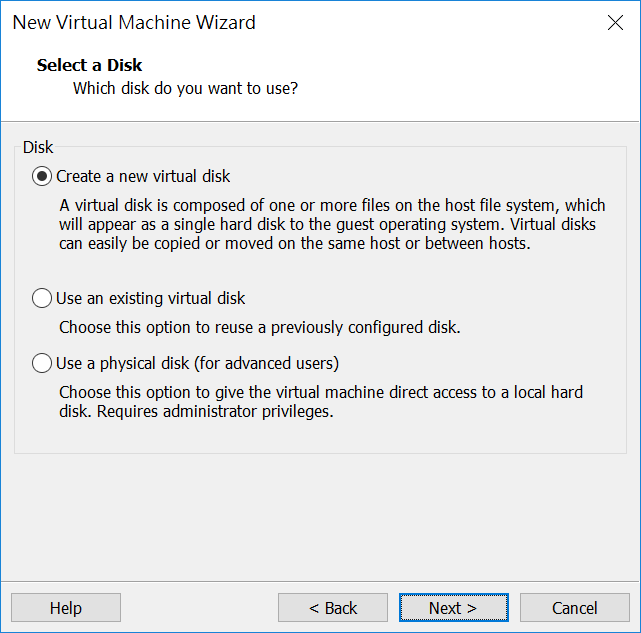 New Virtual Machine Wizard
Select a Disk
Which disk do you want to use?
Disk
Create a new virtual disk
A virtual disk is composed of one or more files on the host file system, which
will appear as a single hard disk to the guest operating system. Virtual disks
can easily be copied or moved on the same host or between hosts.
Use an existing virtual disk
Choose this option to reuse a previously configured disk.
Use a physical disk (for advanced users)
Choose this option to give the virtual machine direct access to a local hard
disk. Requires administrator privileges.
Help
< Back
Next >
Cancel